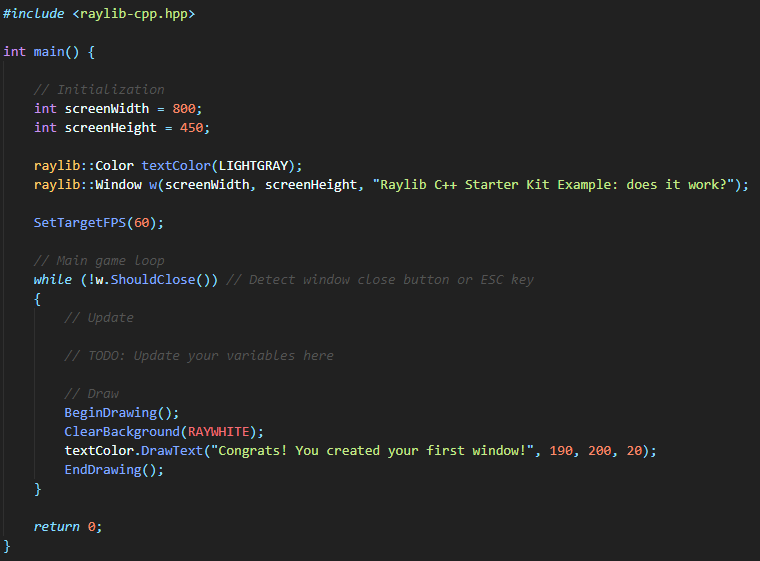 #include <raylib-cpp.hpp>
int main() {
// Initialization
int screenWidth = 800;
int screenHeight = 450;
raylib::Color textColor(LIGHTGRAY);
raylib::Window w(screenWidth, screenHeight, "Raylib C++ Starter Kit Example: does it work?");
SetTargetFPS(60);
// Main game loop
while (!w.ShouldClose()) // Detect window close button or ESC key
{
// Update
// TODO: Update your variables here
// Draw
BeginDrawing();
ClearBackground(RAYWHITE);
textColor.DrawText("Congrats! You created your first window!", 190, 200, 20);
EndDrawing();
}
return 0;
}